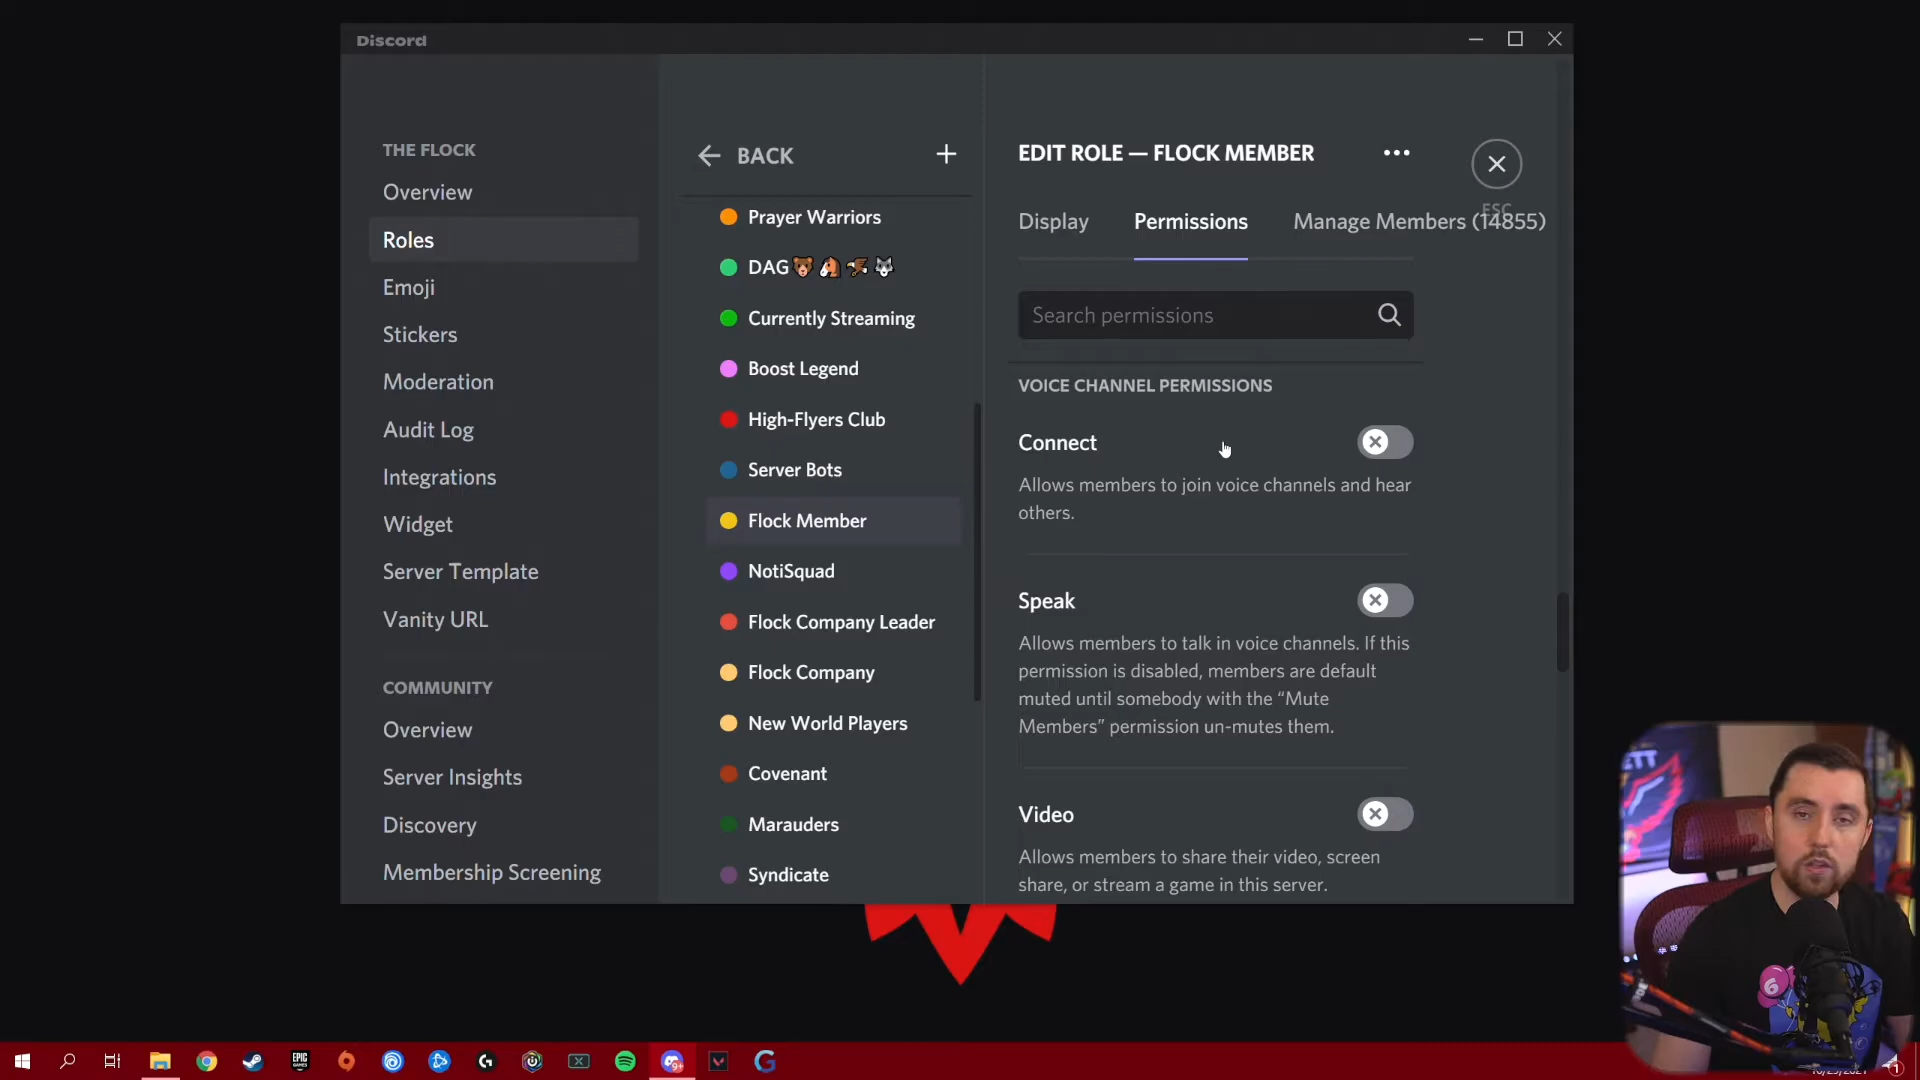 Discord
THE FLOCK
Overview
Roles
Emoji
Stickers
Moderation
Audit Log
Integrations
Widget
Server Template
Vanity URL
COMMUNITY
Overview
Server Insights
Discovery
Membership Screening
BACK
Prayer Warriors
DAG🐻🐴🦅🐺
Currently Streaming
Boost Legend
High-Flyers Club
Server Bots
Flock Member
NotiSquad
Flock Company Leader
Flock Company
New World Players
Covenant
Marauders
Syndicate
EDIT ROLE — FLOCK MEMBER
ESC
Display Permissions Manage Members (14855)
Search permissions
VOICE CHANNEL PERMISSIONS
Connect
Allows members to join voice channels and hear
others.
Speak
Allows members to talk in voice channels. If this
permission is disabled, members are default
muted until somebody with the “Mute
Members” permission un-mutes them.
Video
Allows members to share their video, screen
share, or stream a game in this server.
EPIC
GAMES